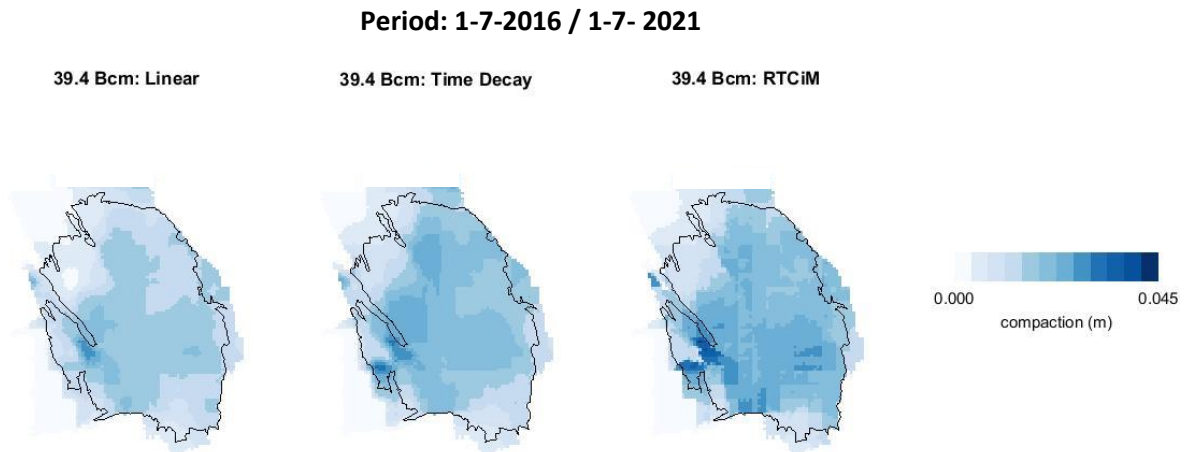 Period: 1-7-2016 / 1-7- 2021
39.4 Bcm: Linear
39.4 Bcm: Time Decay
39.4 Bcm: RTCiM
0.000
0.045
compaction (m)